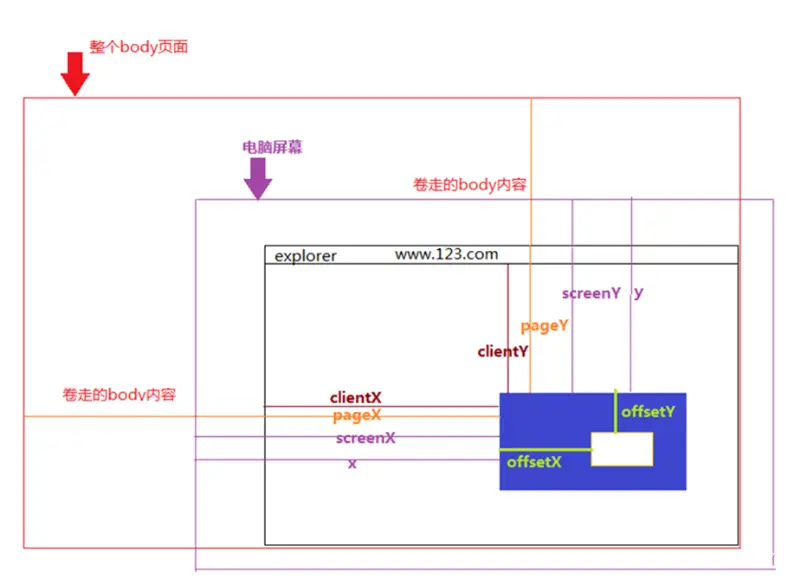 整个body页面
电脑屏幕
卷走的body内容
explorer
www.123.com
screenY
y
pageY
clientY
卷走的body内容
clientX
pageX
screenX
x
offsetY
offsetX